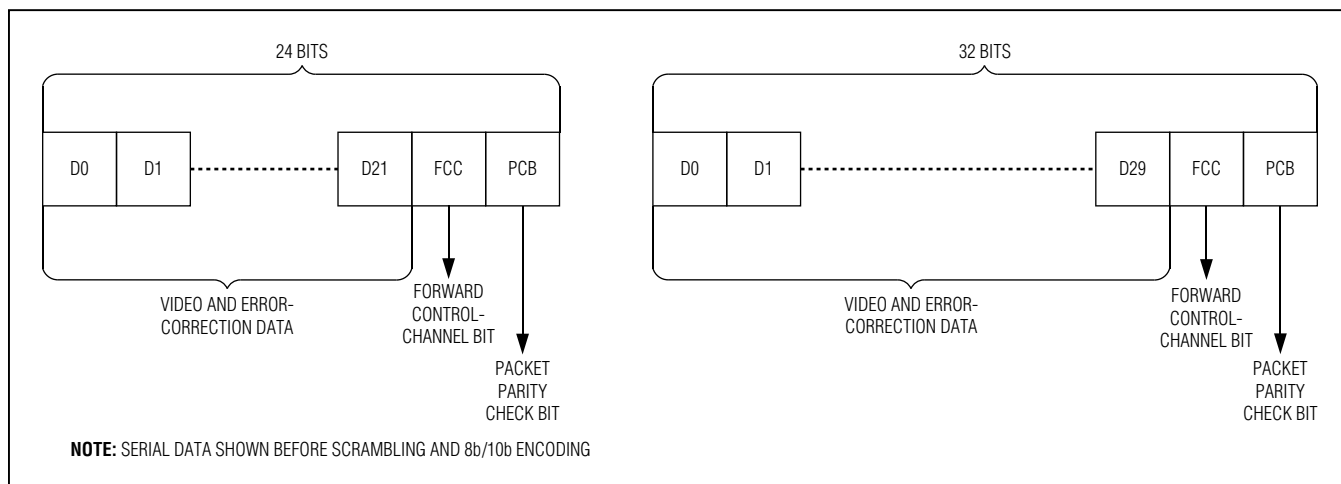 24 BITS
D0 D1 D21 FCC PCB
VIDEO AND ERROR-
CORRECTION DATA
FORWARD
CONTROL-
CHANNEL BIT
PACKET
PARITY
CHECK BIT
32 BITS
D0 D1 D29 FCC PCB
VIDEO AND ERROR-
CORRECTION DATA
FORWARD
CONTROL-
CHANNEL BIT
PACKET
PARITY
CHECK BIT
NOTE: SERIAL DATA SHOWN BEFORE SCRAMBLING AND 8b/10b ENCODING